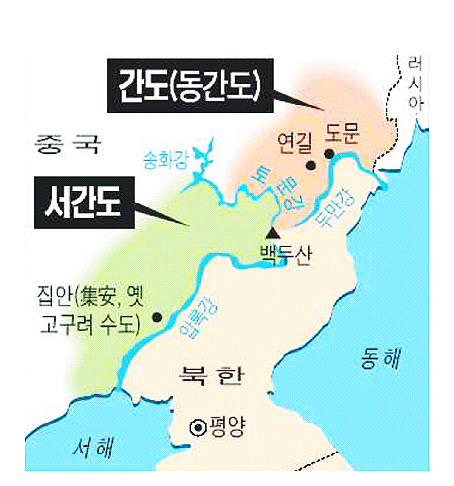 간도(동간도)
러시아
중국
송화강
연길
도문
토문강
두만강
서간도
백두산
집안(集安, 옛
고구려 수도)
압록강
동해
북한
평양
서해